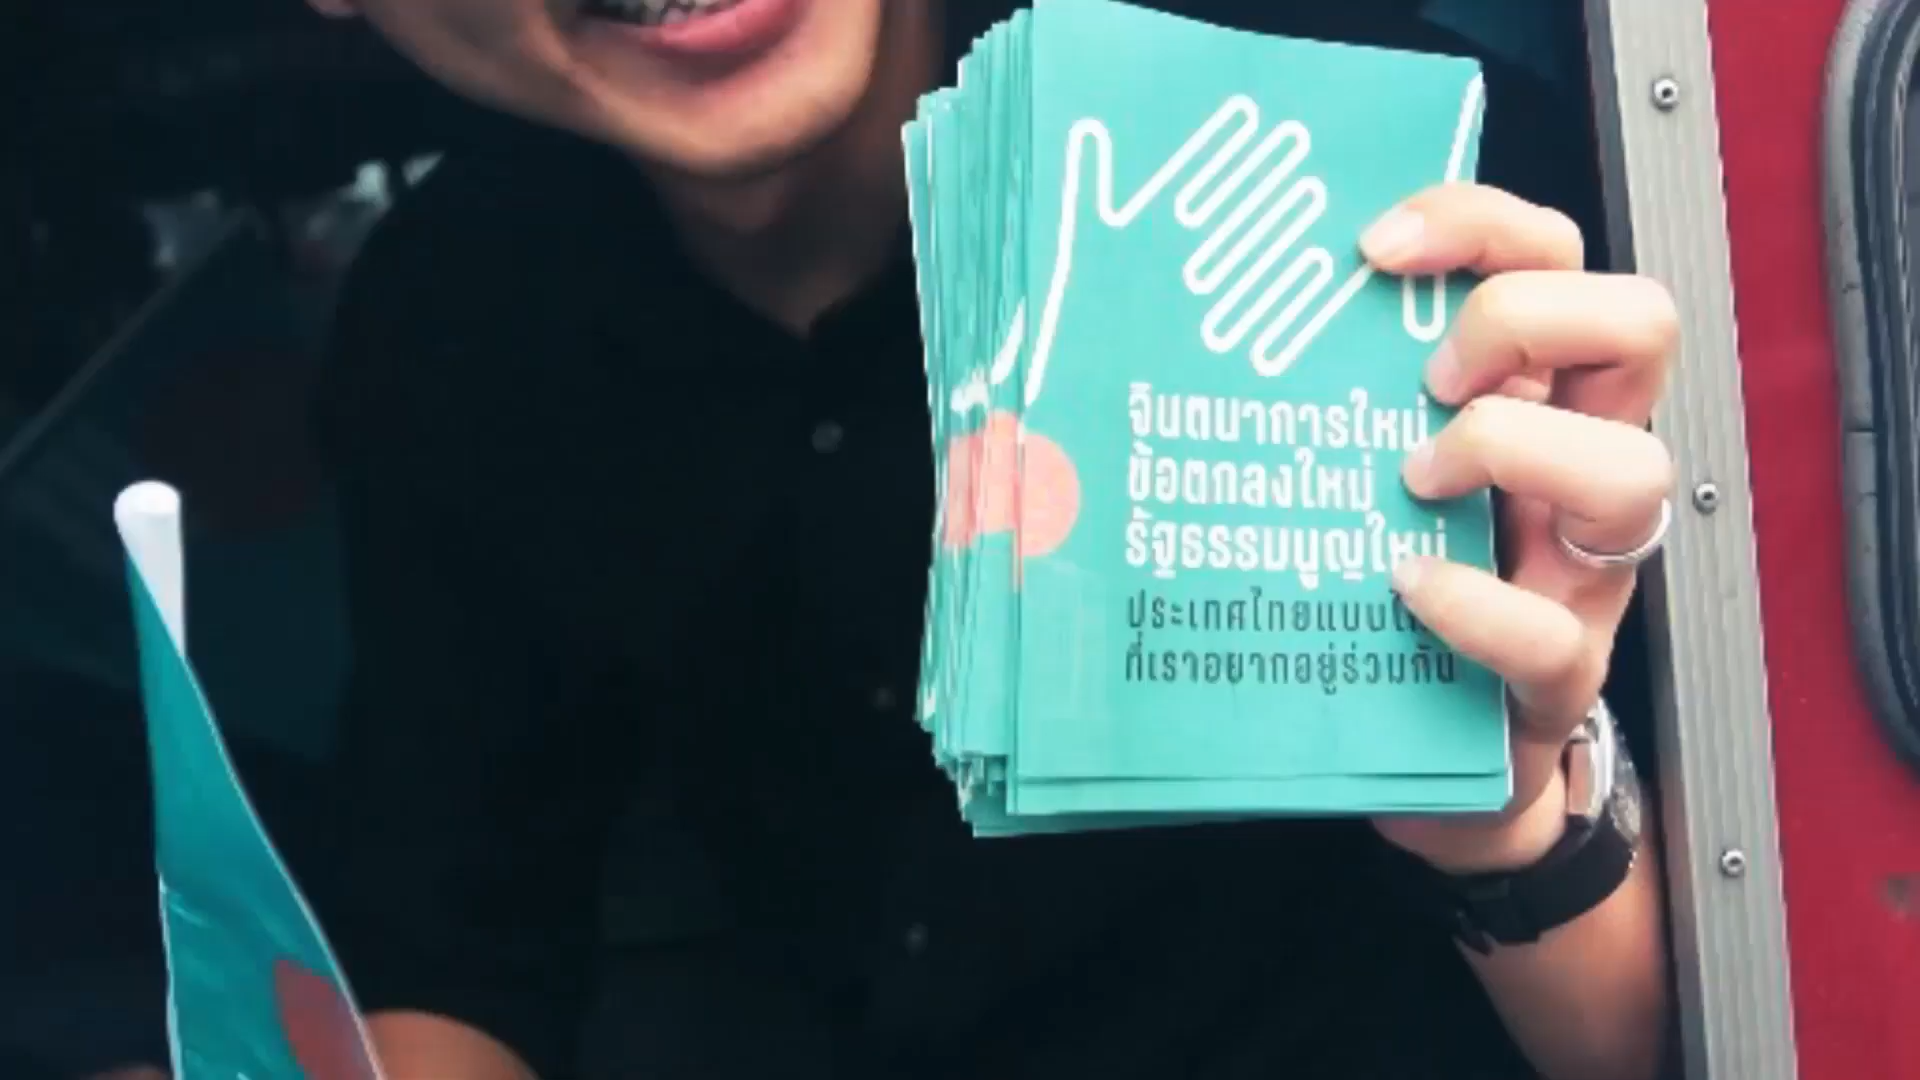 จินตนาการใหม่
ข้อตกลงใหม่
รัฐธรรมนูญใหม่
ประเทศไทยแบบ
ที่เราอยากอยู่ร่วมกัน